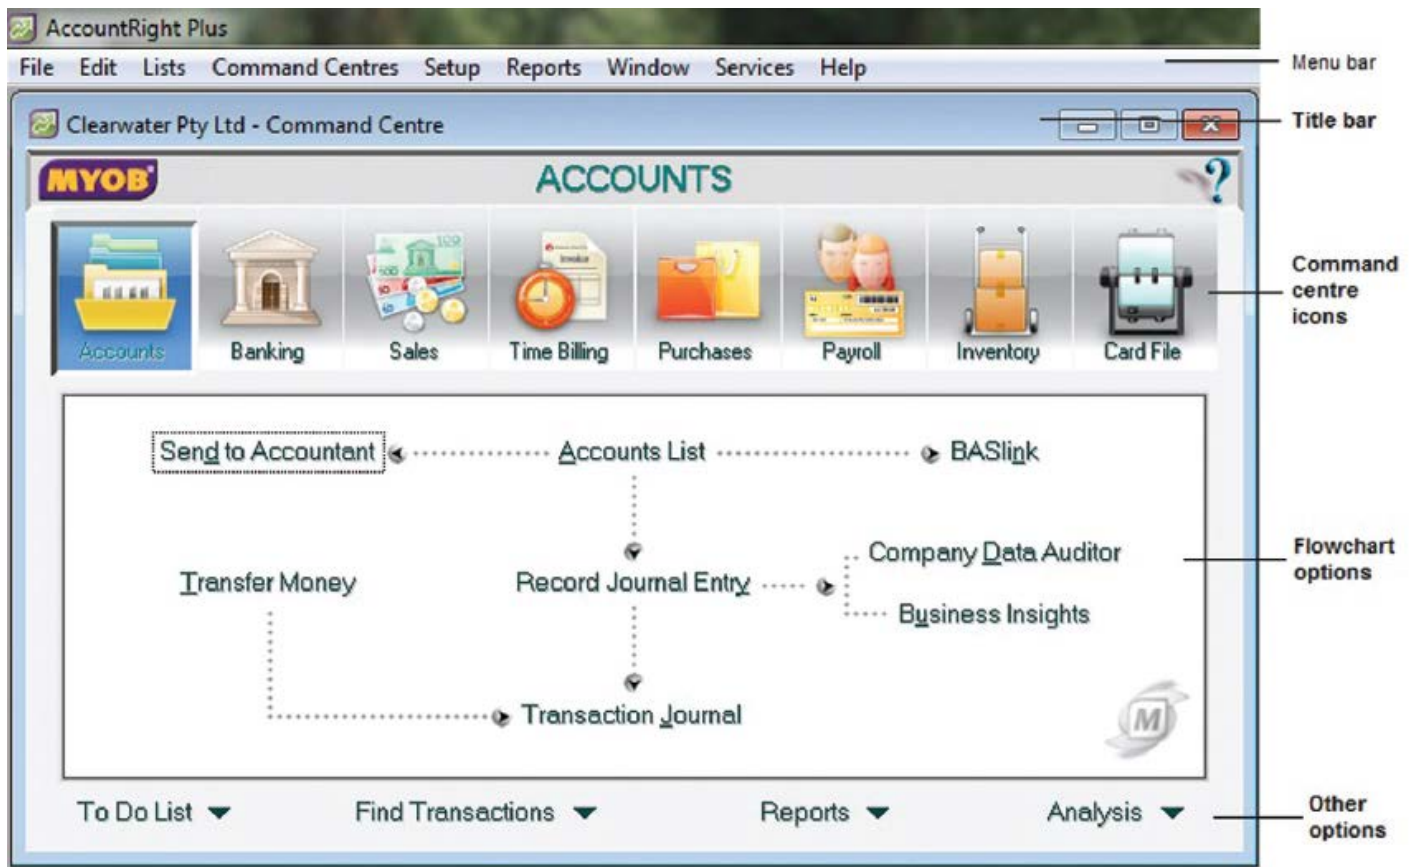 AccountRight Plus
File Edit Lists Command Centres Setup Reports Window Services Help
Menu bar
Clearwater Pty Ltd - Command Centre
Title bar
MYOB
ACCOUNTS
?
Accounts Banking Sales Time Billing Purchases Payroll Inventory Card File
Command
centre
icons
Send to Accountant Accounts List BASlink
Company Data Auditor
Transfer Money Record Journal Entry
Business Insights
Transaction Journal
M
Flowchart
options
To Do List Find Transactions Reports Analysis
Other
options